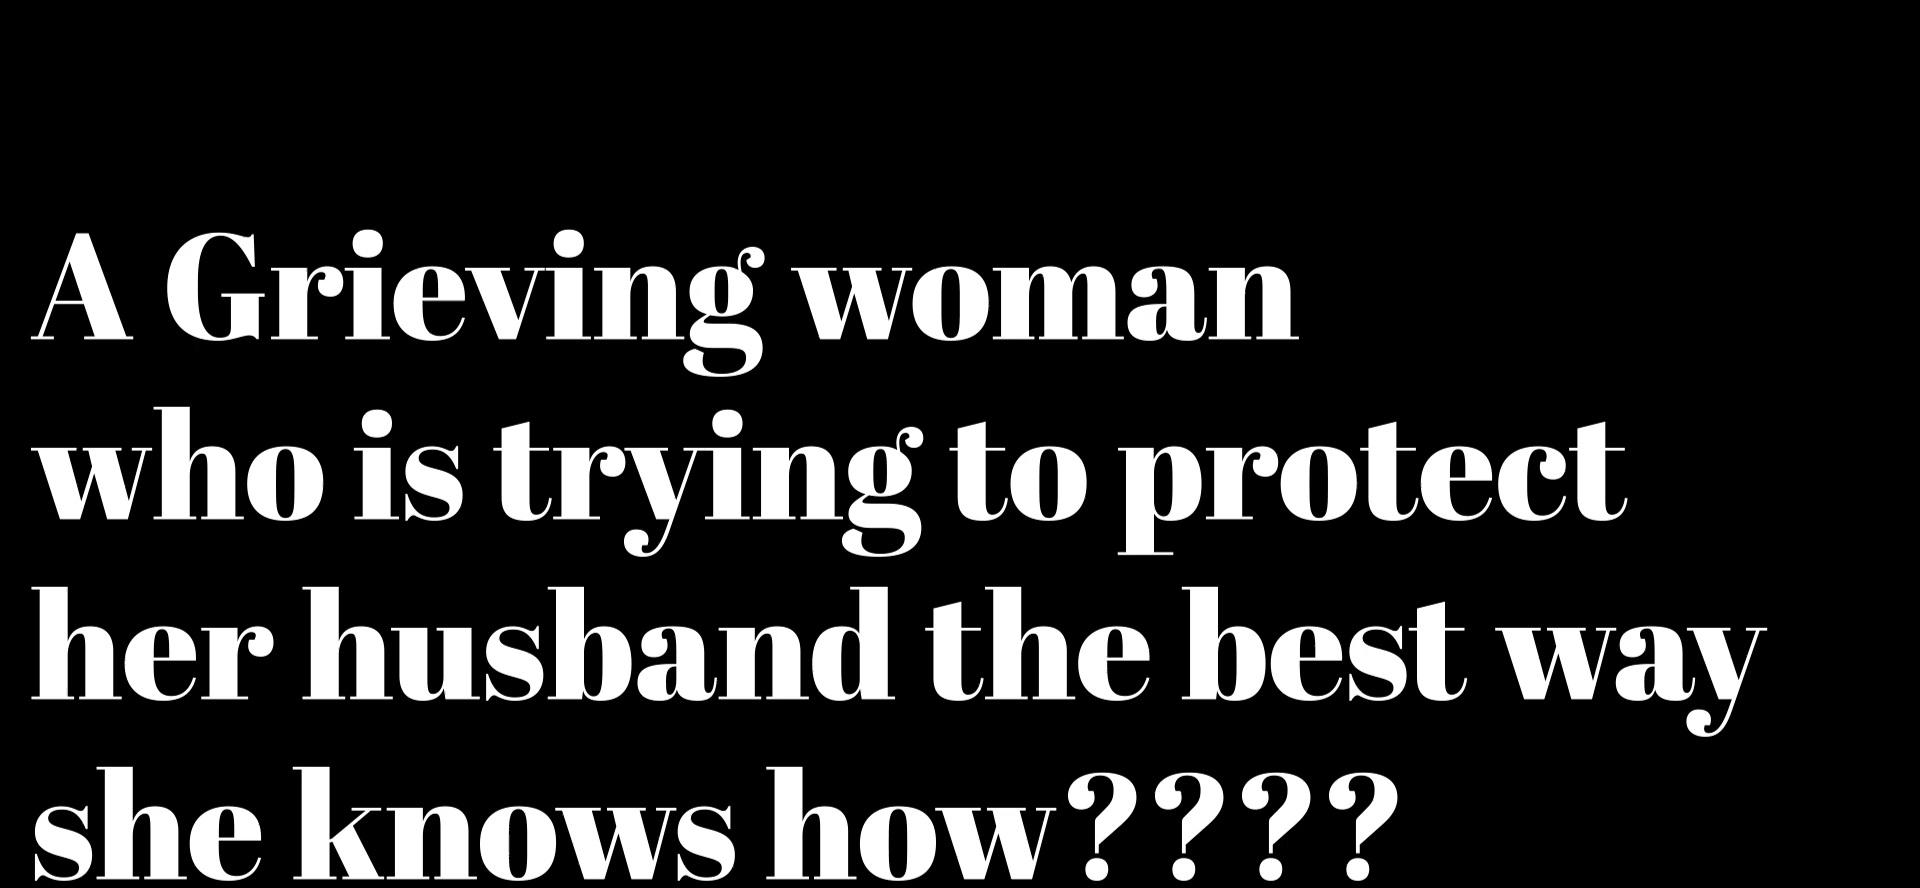 A Grieving woman
who is trying to protect
her husband the best way
she knows how????